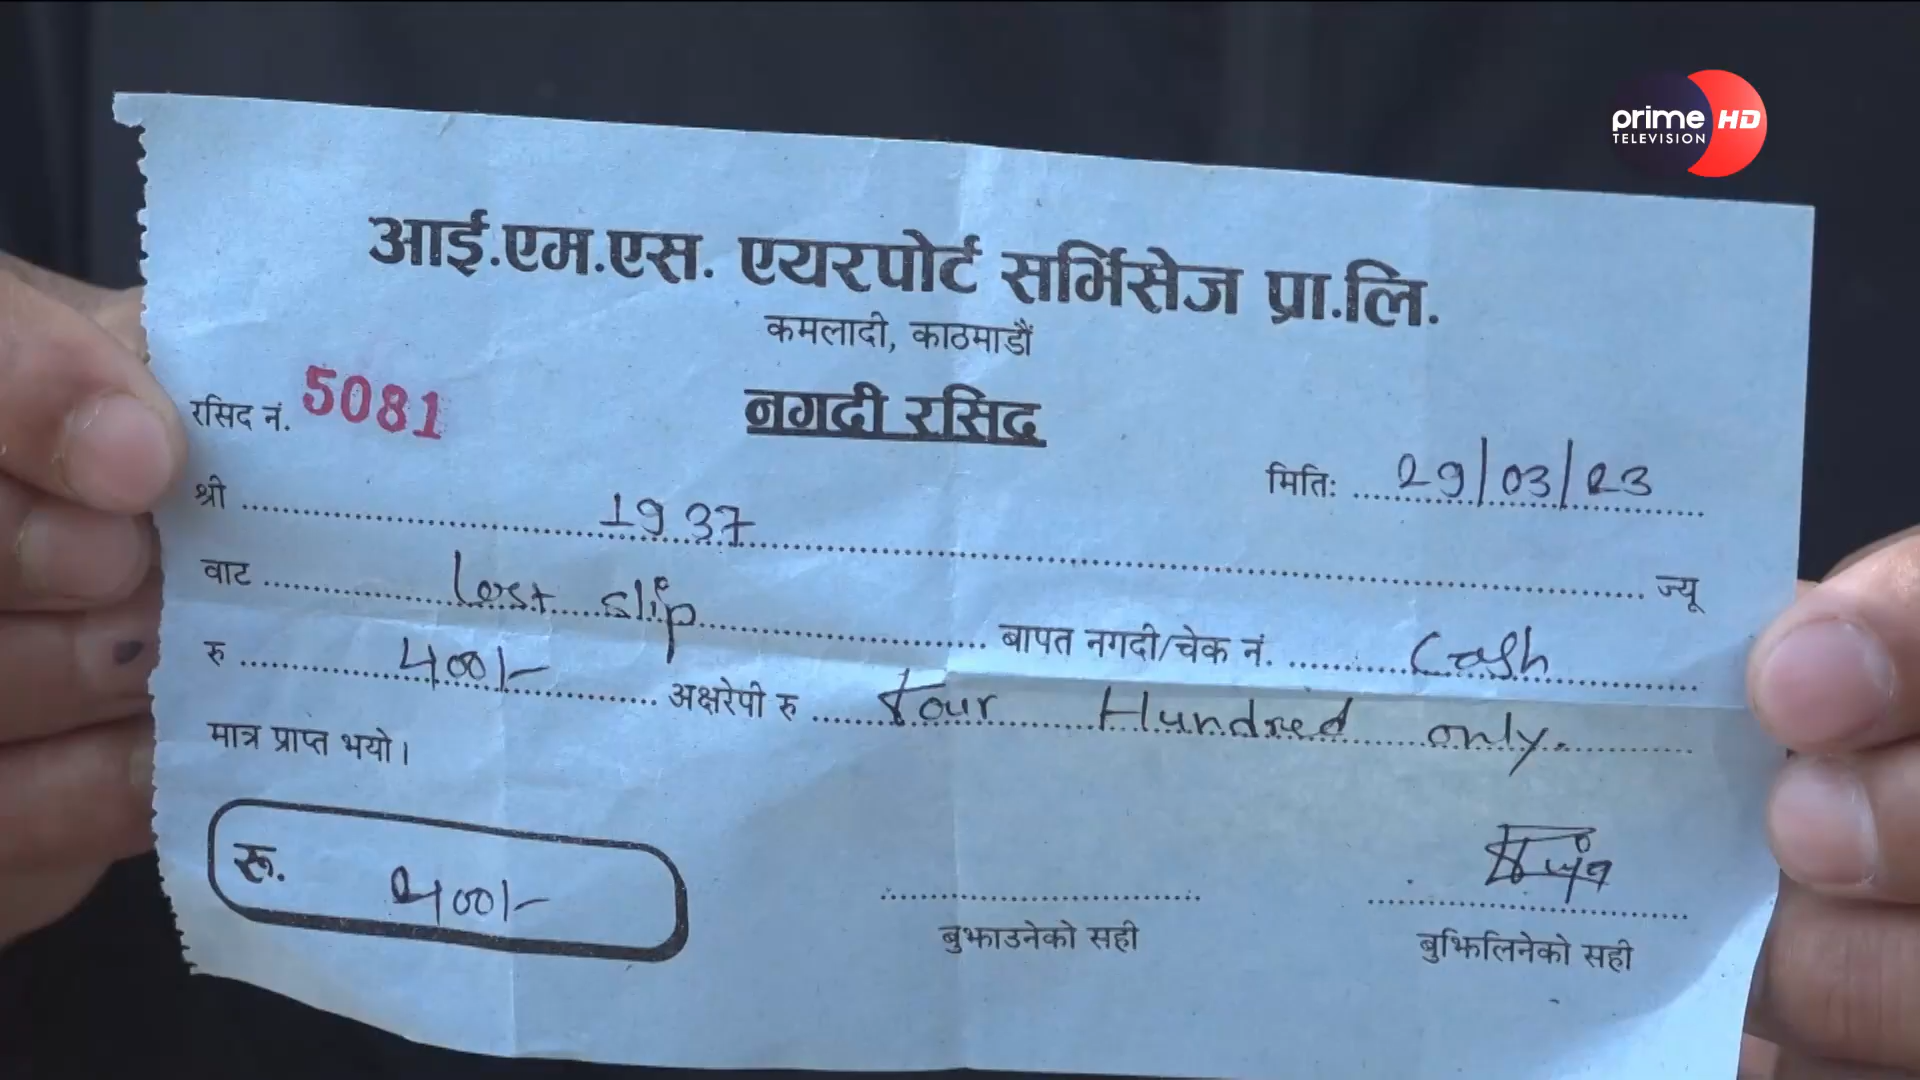 prime HD
TELEVISION
आई.एम.एस. एयरपोर्ट सर्भिसेज प्रा.लि.
कमलादी, काठमाडौं
रसिद नं. 5081
नगदी रसिद
मितिः 29/03/23
श्री 1937 ज्यू
वाट Lost slip बापत नगदी/चेक नं. Cash
रु 400/- अक्षरेपी रु Four Hundred only.
मात्र प्राप्त भयो।
रू. 400/-
बुझाउनेको सही
बुझिलिनेको सही